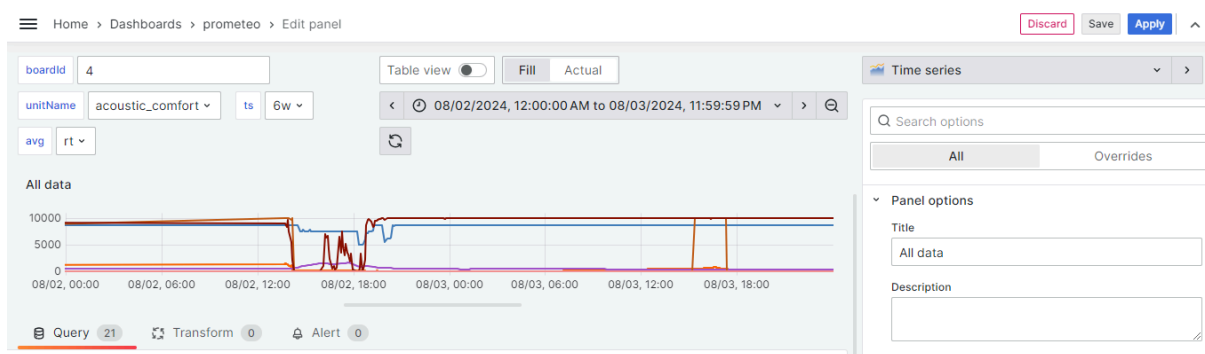 Home › Dashboards › prometeo › Edit panel
Discard Save Apply
boardId 4
Table view Fill Actual
Time series
unitName acoustic_comfort ts 6w
08/02/2024, 12:00:00 AM to 08/03/2024, 11:59:59 PM
Search options
avg rt
All Overrides
All data
Panel options
10000
5000
0
08/02, 00:00 08/02, 06:00 08/02, 12:00 08/02, 18:00 08/03, 00:00 08/03, 06:00 08/03, 12:00 08/03, 18:00
Title
All data
Description
Query 21 Transform 0 Alert 0